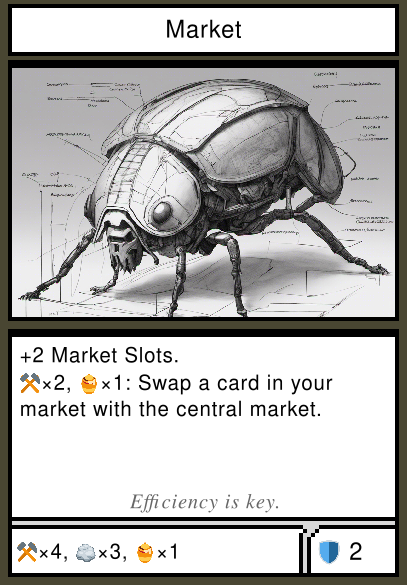 Market
+2 Market Slots.
×2, ×1: Swap a card in your
market with the central market.
Efficiency is key.
×4, ×3, ×1
2